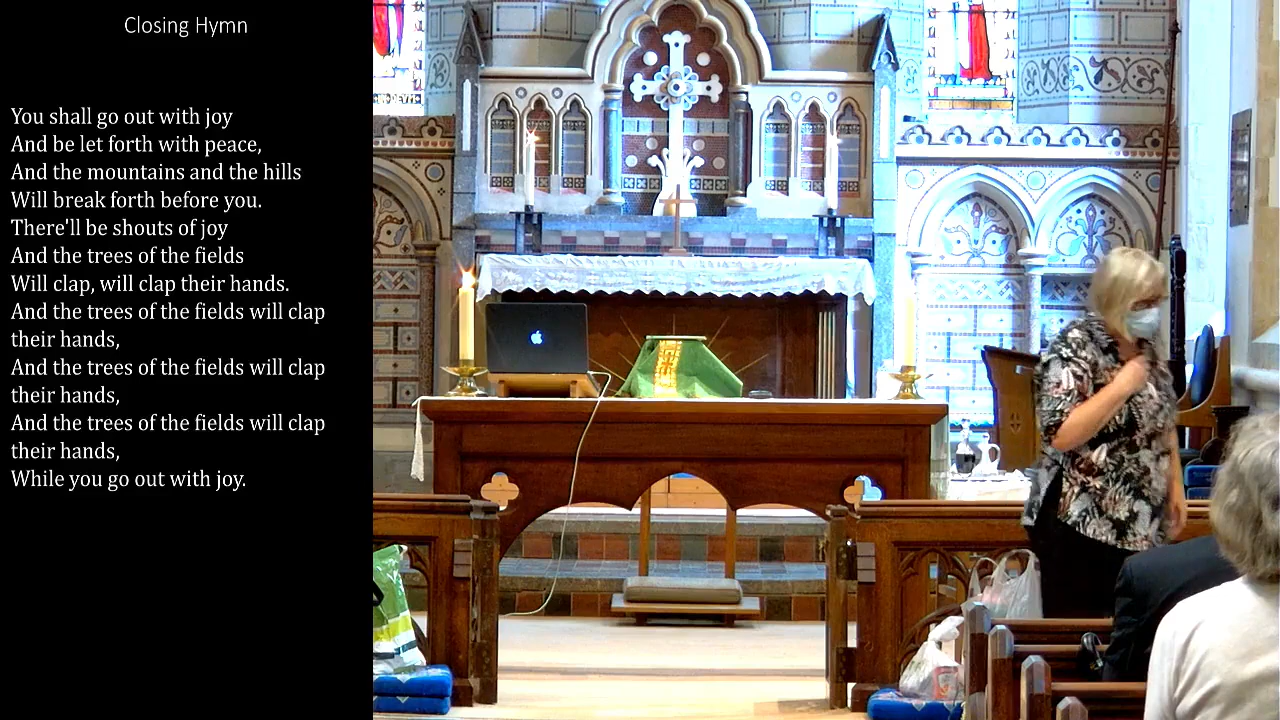 Closing Hymn
You shall go out with joy
And be let forth with peace,
And the mountains and the hills
Will break forth before you.
There'll be shouts of joy
And the trees of the fields
Will clap, will clap their hands.
And the trees of the fields will clap
their hands,
And the trees of the fields will clap
their hands,
And the trees of the fields will clap
their hands,
While you go out with joy.